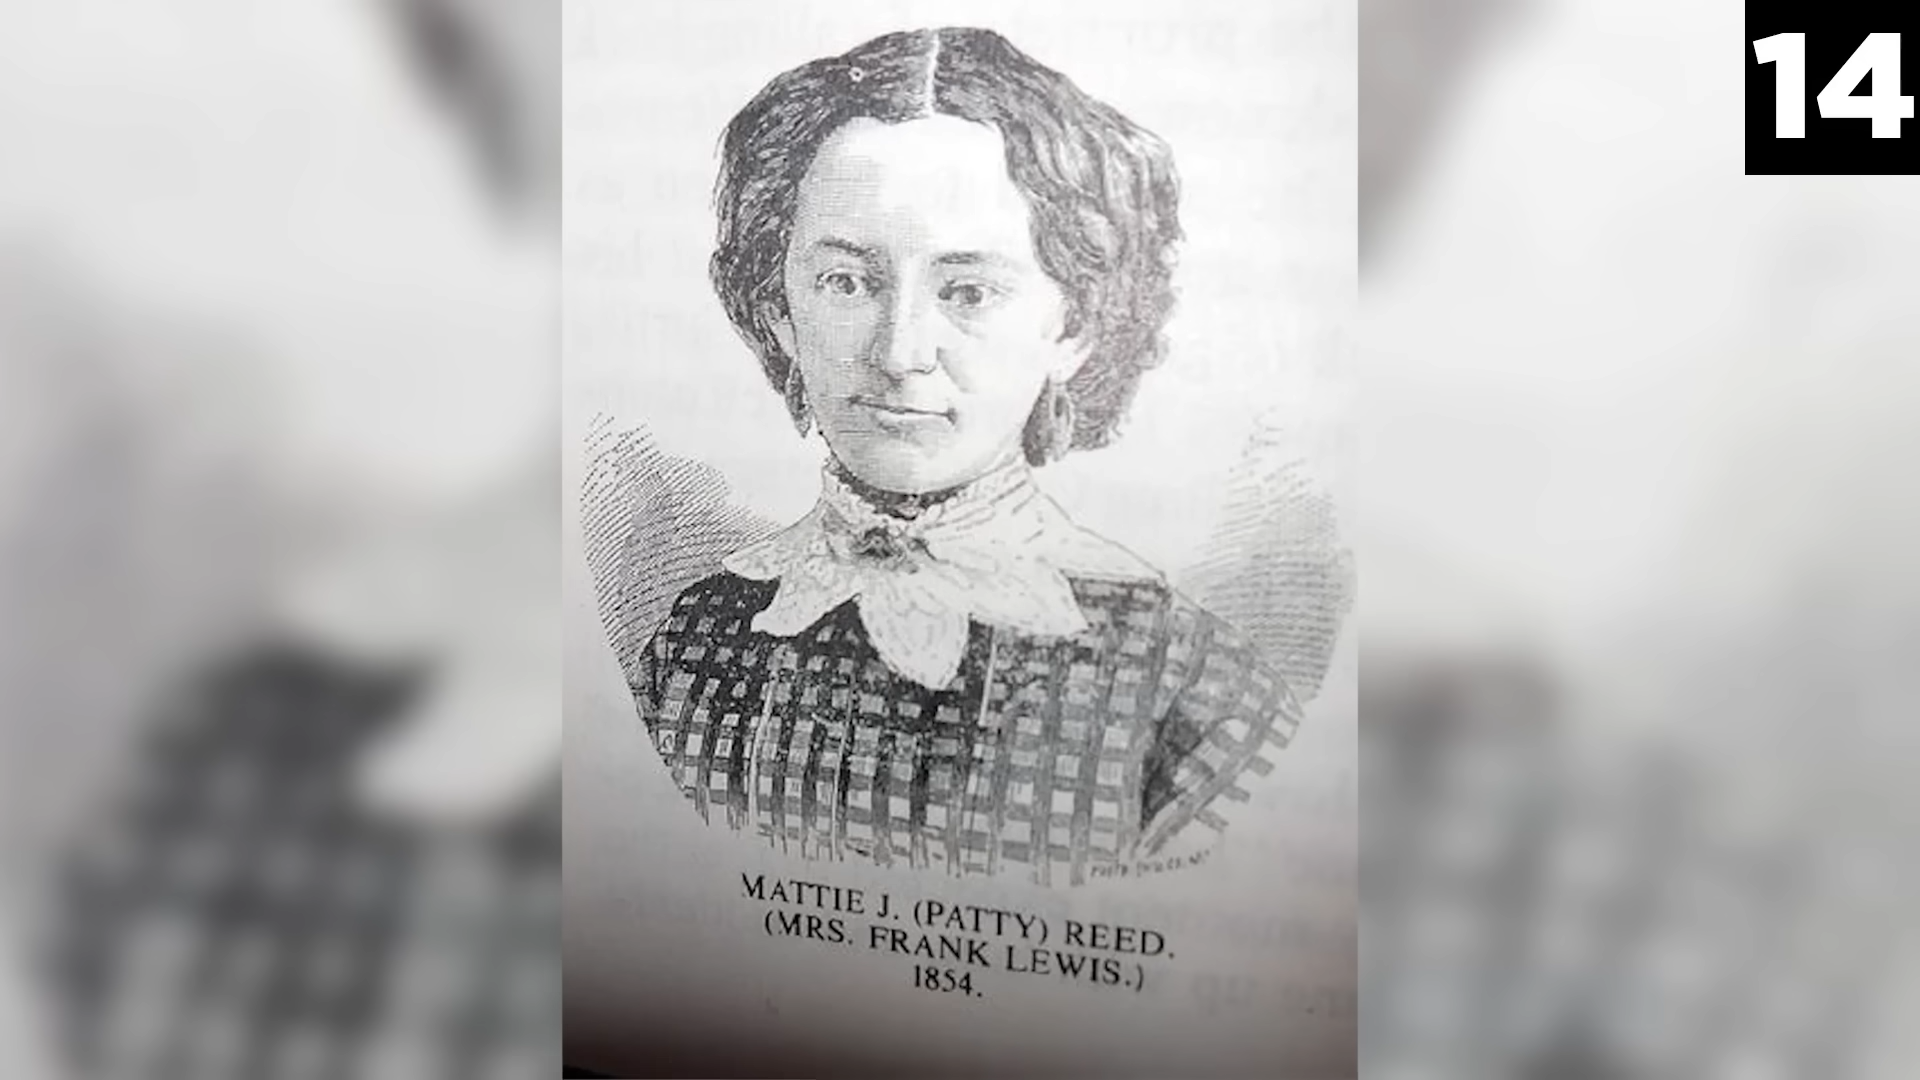 14
MATTIE J. (PATTY) REED.
(MRS. FRANK LEWIS.)
1854.